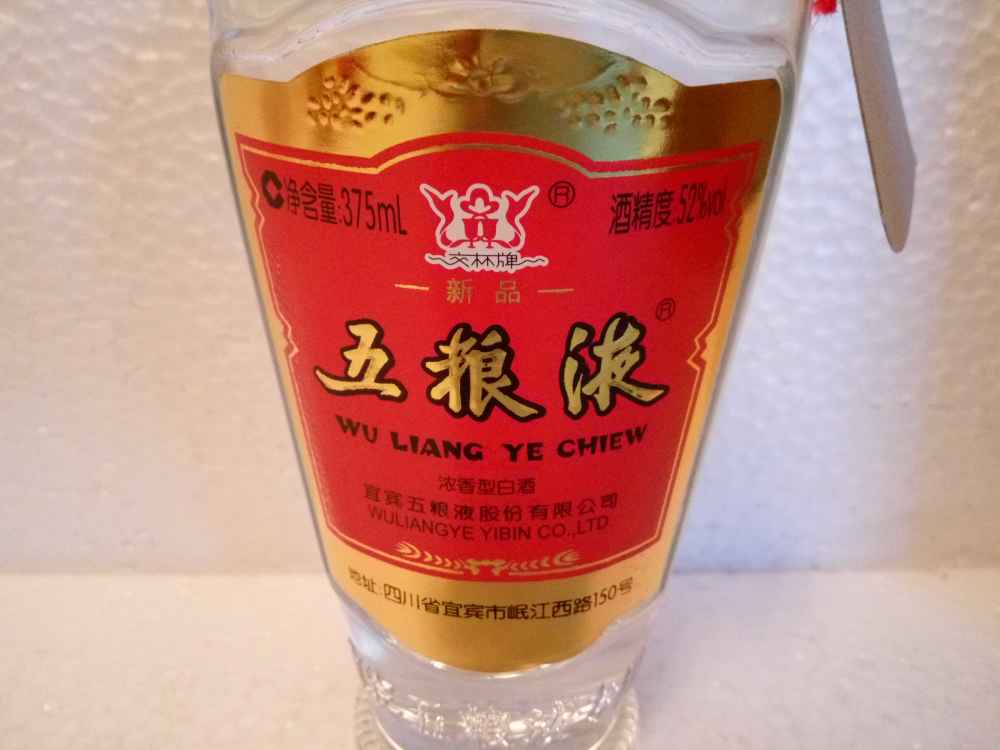 净含量:375mL
酒精度:52%vol
交杯牌
新品
五粮液
WU LIANG YE CHIEW
浓香型白酒
宜宾五粮液股份有限公司
WULIANGYE YIBIN CO.,LTD
地址:四川省宜宾市岷江西路150号
五粮液